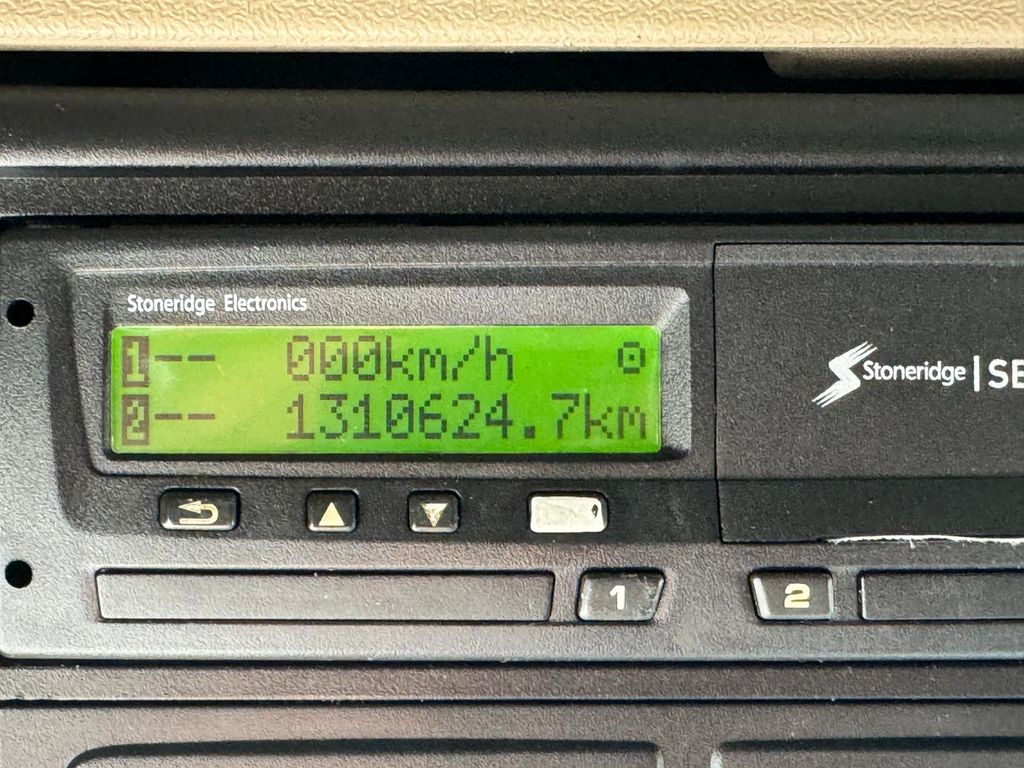 Stoneridge Electronics
1-- 000km/h
2-- 1310624.7km
Stoneridge | SE
1
2